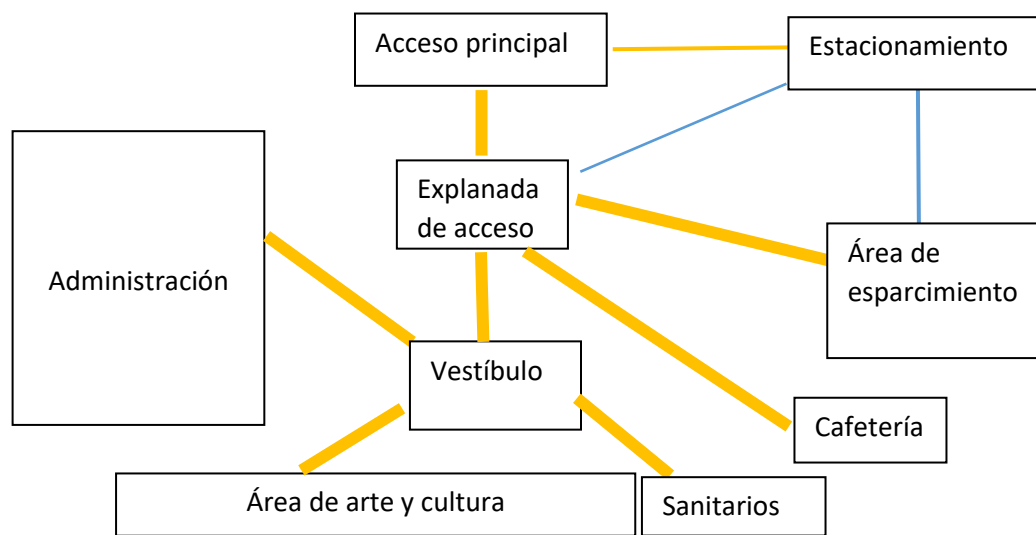 Acceso principal
Estacionamiento
Explanada
de acceso
Área de
esparcimiento
Administración
Vestíbulo
Cafetería
Área de arte y cultura
Sanitarios